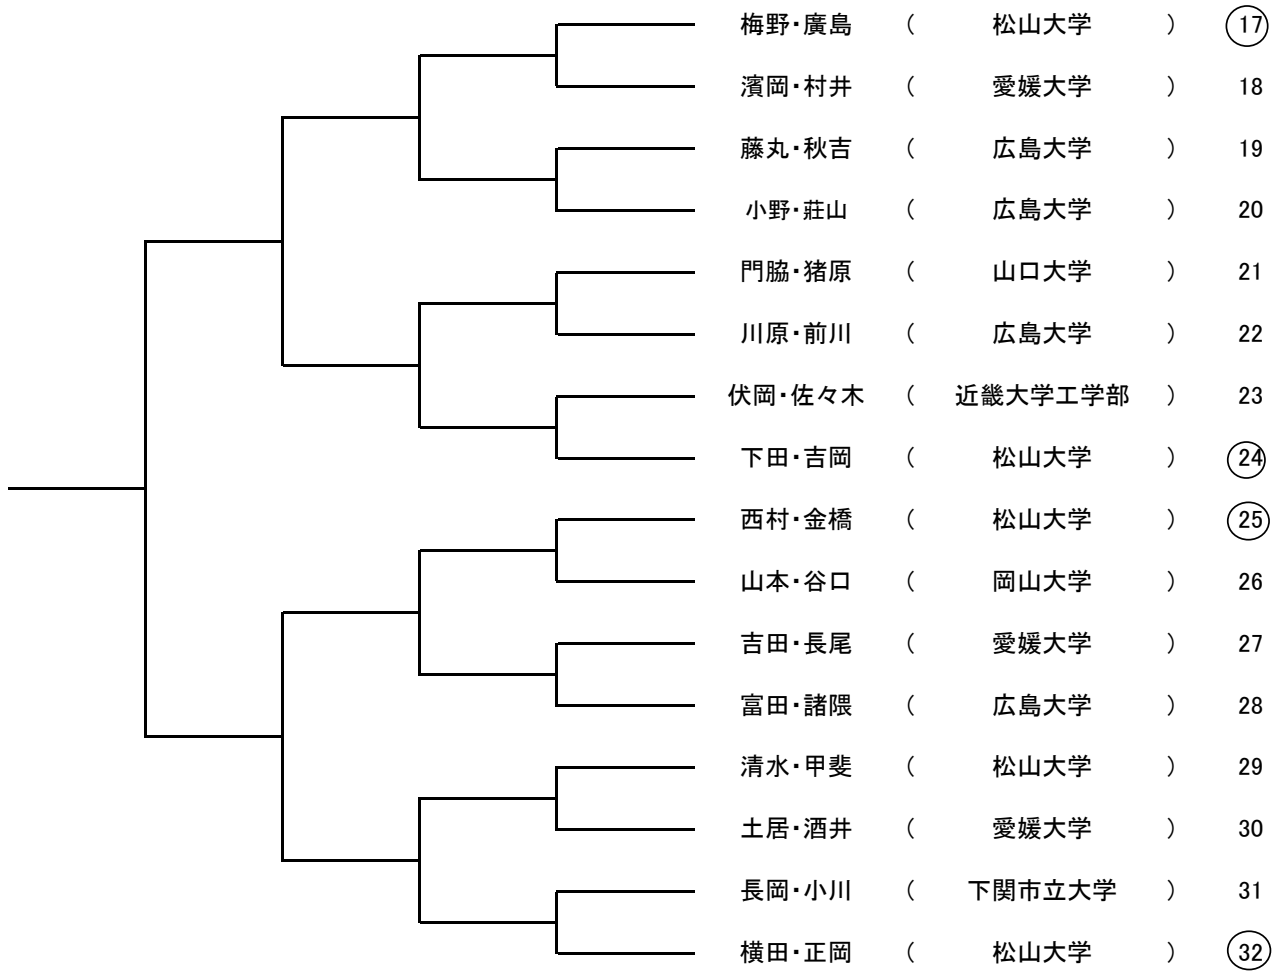 梅野・廣島 ( 松山大学 ) 17
濱岡・村井 ( 愛媛大学 ) 18
藤丸・秋吉 ( 広島大学 ) 19
小野・莊山 ( 広島大学 ) 20
門脇・猪原 ( 山口大学 ) 21
川原・前川 ( 広島大学 ) 22
伏岡・佐々木 ( 近畿大学工学部 ) 23
下田・吉岡 ( 松山大学 ) 24
西村・金橋 ( 松山大学 ) 25
山本・谷口 ( 岡山大学 ) 26
吉田・長尾 ( 愛媛大学 ) 27
富田・諸隈 ( 広島大学 ) 28
清水・甲斐 ( 松山大学 ) 29
土居・酒井 ( 愛媛大学 ) 30
長岡・小川 ( 下関市立大学 ) 31
横田・正岡 ( 松山大学 ) 32